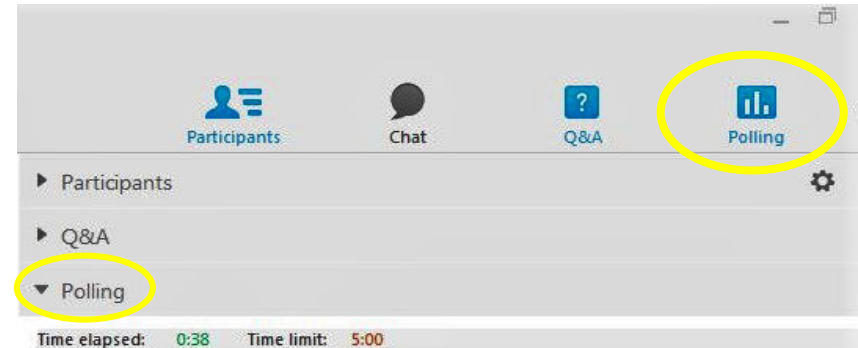 Participants Chat Q&A Polling
Participants
Q&A
Polling
Time elapsed: 0:38 Time limit: 5:00